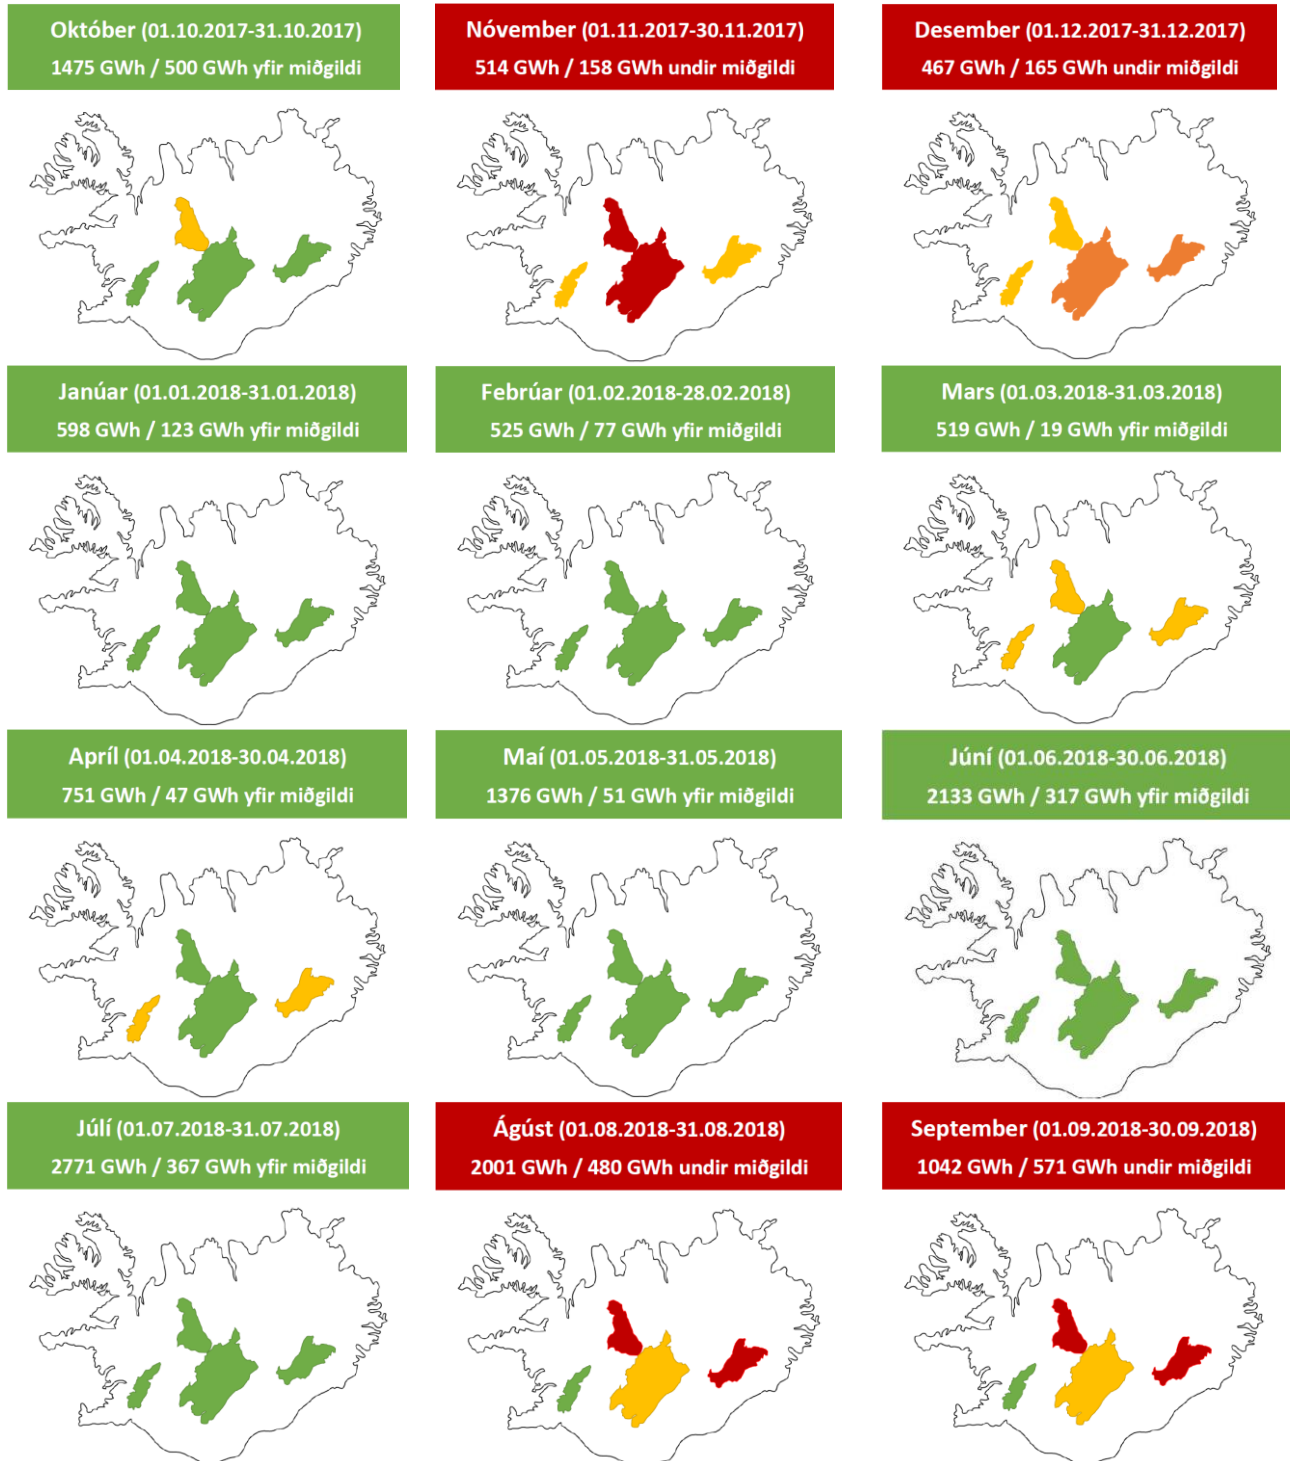 Október (01.10.2017-31.10.2017)
1475 GWh / 500 GWh yfir miðgildi
Nóvember (01.11.2017-30.11.2017)
514 GWh / 158 GWh undir miðgildi
Desember (01.12.2017-31.12.2017)
467 GWh / 165 GWh undir miðgildi
Janúar (01.01.2018-31.01.2018)
598 GWh / 123 GWh yfir miðgildi
Febrúar (01.02.2018-28.02.2018)
525 GWh / 77 GWh yfir miðgildi
Mars (01.03.2018-31.03.2018)
519 GWh / 19 GWh yfir miðgildi
Apríl (01.04.2018-30.04.2018)
751 GWh / 47 GWh yfir miðgildi
Maí (01.05.2018-31.05.2018)
1376 GWh / 51 GWh yfir miðgildi
Júní (01.06.2018-30.06.2018)
2133 GWh / 317 GWh yfir miðgildi
Júlí (01.07.2018-31.07.2018)
2771 GWh / 367 GWh yfir miðgildi
Ágúst (01.08.2018-31.08.2018)
2001 GWh / 480 GWh undir miðgildi
September (01.09.2018-30.09.2018)
1042 GWh / 571 GWh undir miðgildi